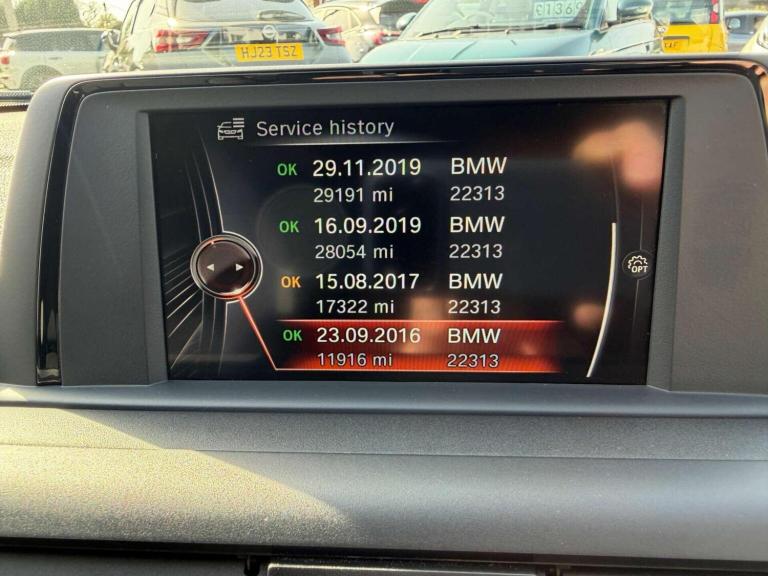 HJ23 TSZ
Service history
OK 29.11.2019 BMW
29191 mi 22313
OK 16.09.2019 BMW
28054 mi 22313
OK 15.08.2017 BMW
17322 mi 22313
OPT
OK 23.09.2016 BMW
11916 mi 22313